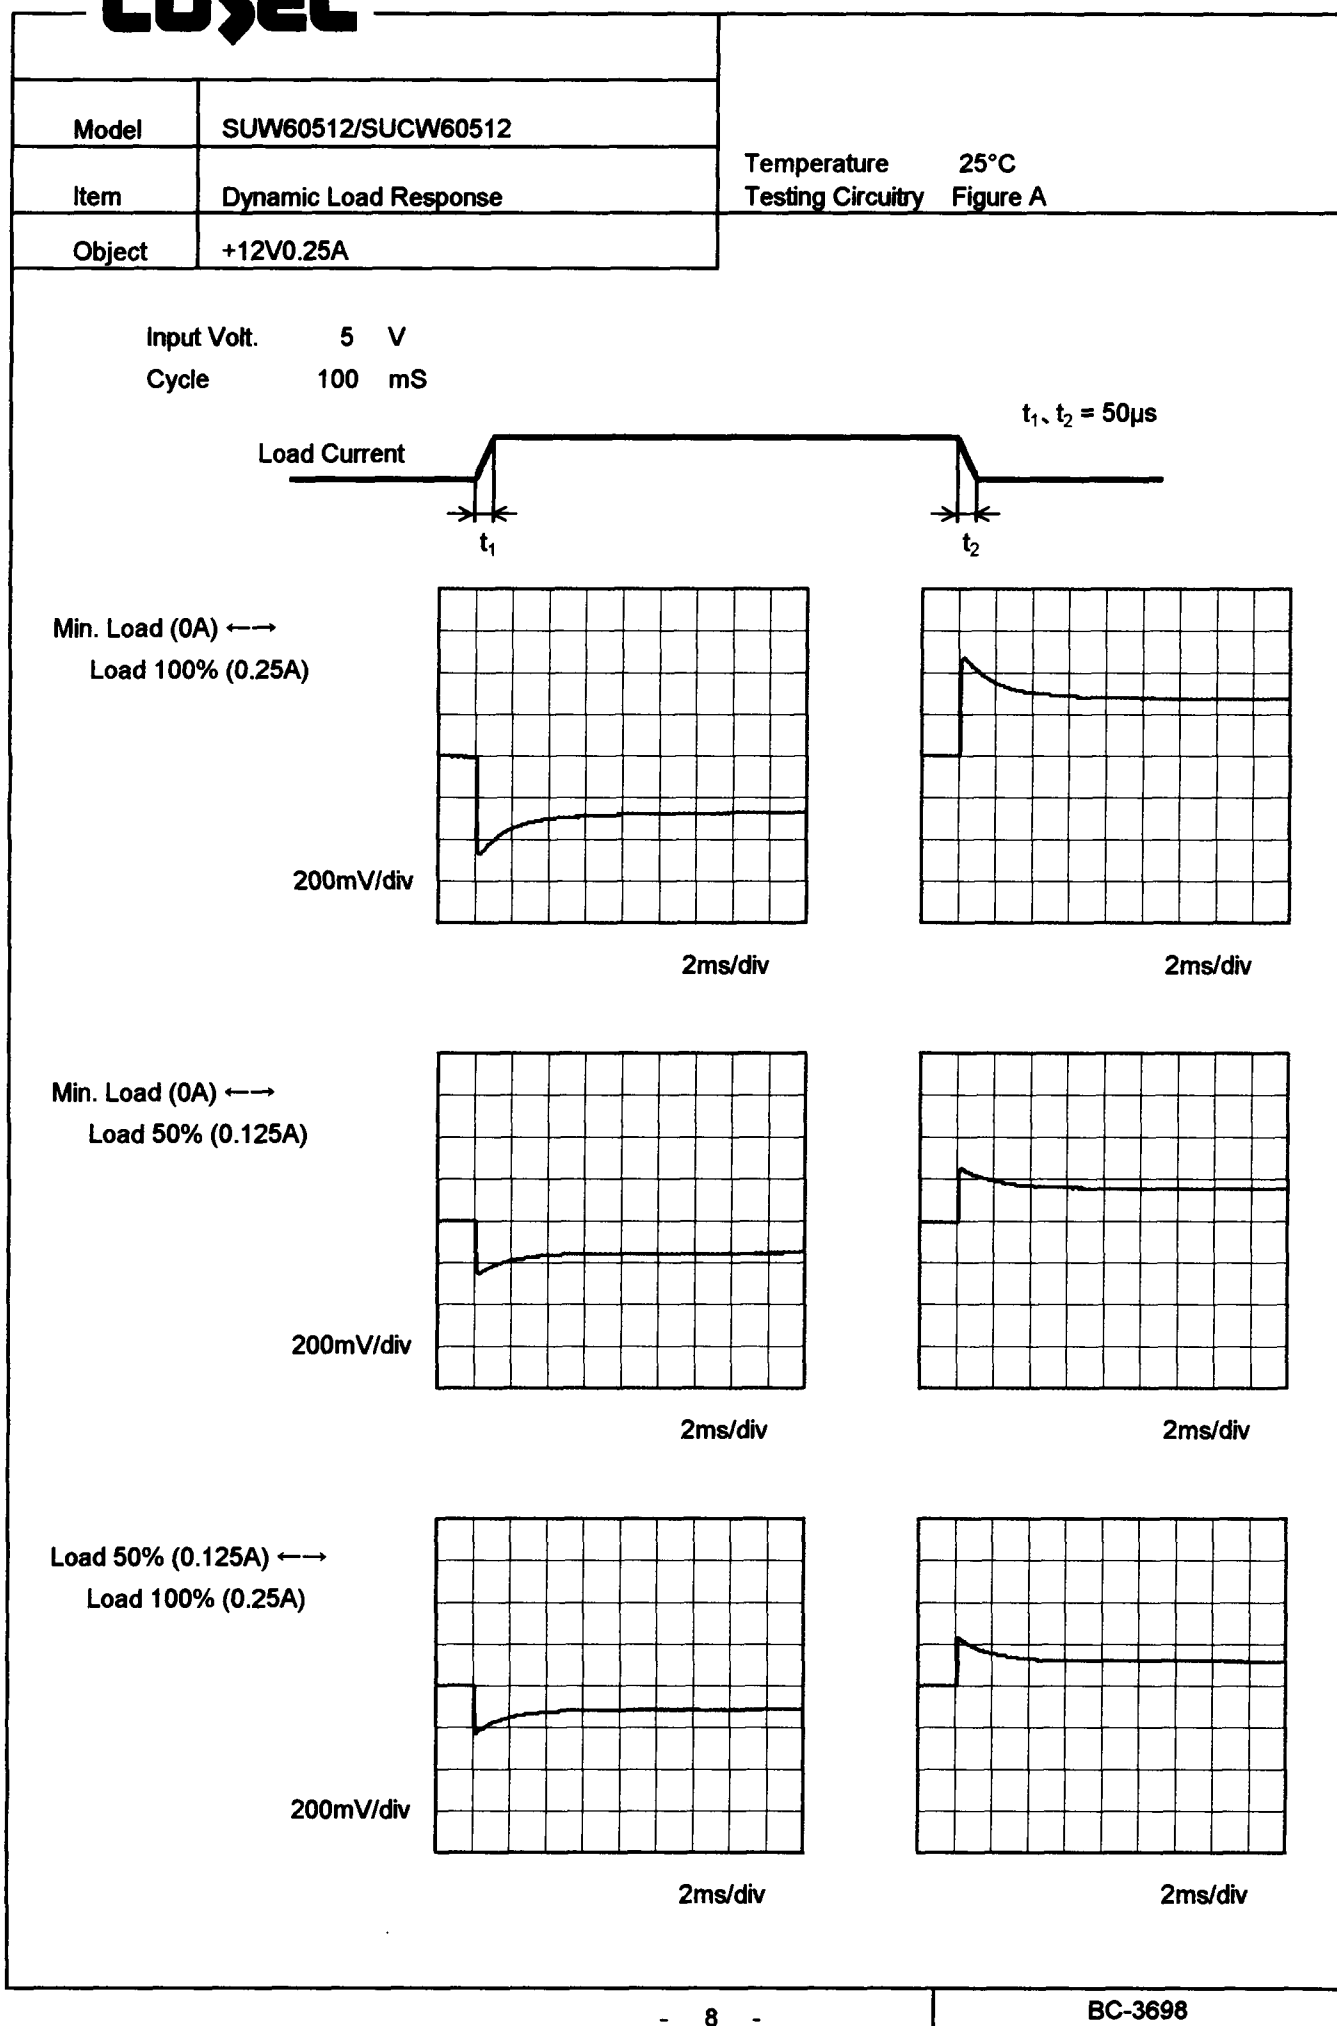 COSEL
Model SUW60512/SUCW60512
Item Dynamic Load Response
Object +12V0.25A
Temperature 25°C
Testing Circuitry Figure A
Input Volt. 5 V
Cycle 100 mS
t₁、t₂ = 50µs
Load Current
t₁ t₂
Min. Load (0A) ←→
Load 100% (0.25A)
200mV/div
2ms/div 2ms/div
Min. Load (0A) ←→
Load 50% (0.125A)
200mV/div
2ms/div 2ms/div
Load 50% (0.125A) ←→
Load 100% (0.25A)
200mV/div
2ms/div 2ms/div
- 8 - BC-3698